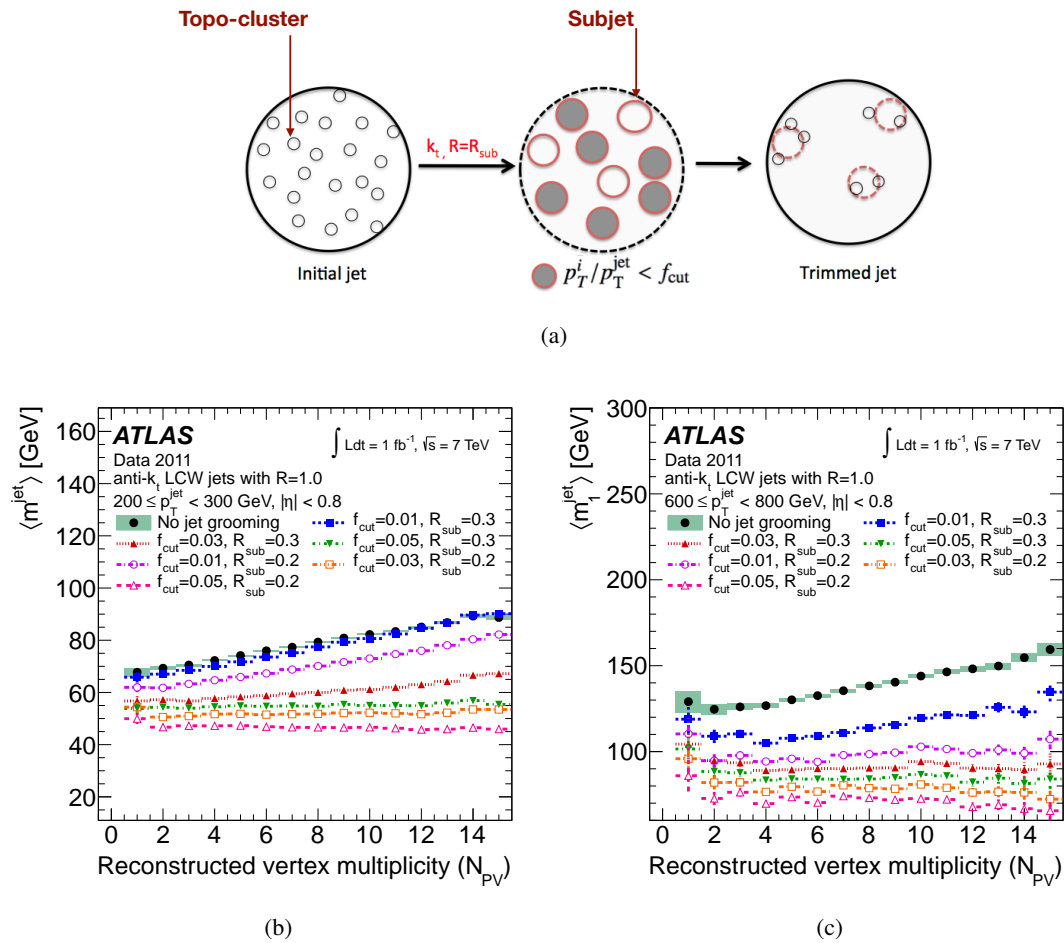 Topo-cluster
Subjet
k_t, R=R_sub
Initial jet
p_T^i/p_T^jet < f_cut
Trimmed jet
(a)
⟨m^jet⟩ [GeV]
160
140
120
100
80
60
40
20
ATLAS
∫ Ldt = 1 fb⁻¹, √s = 7 TeV
Data 2011
anti-k_t LCW jets with R=1.0
200 ≤ p_T^jet < 300 GeV, |η| < 0.8
No jet grooming
f_cut=0.01, R_sub=0.3
f_cut=0.03, R_sub=0.3
f_cut=0.05, R_sub=0.3
f_cut=0.01, R_sub=0.2
f_cut=0.03, R_sub=0.2
f_cut=0.05, R_sub=0.2
0 2 4 6 8 10 12 14
Reconstructed vertex multiplicity (N_PV)
(b)
⟨m_1^jet⟩ [GeV]
300
250
200
150
100
ATLAS
∫ Ldt = 1 fb⁻¹, √s = 7 TeV
Data 2011
anti-k_t LCW jets with R=1.0
600 ≤ p_T^jet < 800 GeV, |η| < 0.8
No jet grooming
f_cut=0.01, R_sub=0.3
f_cut=0.03, R_sub=0.3
f_cut=0.05, R_sub=0.3
f_cut=0.01, R_sub=0.2
f_cut=0.03, R_sub=0.2
f_cut=0.05, R_sub=0.2
0 2 4 6 8 10 12 14
Reconstructed vertex multiplicity (N_PV)
(c)